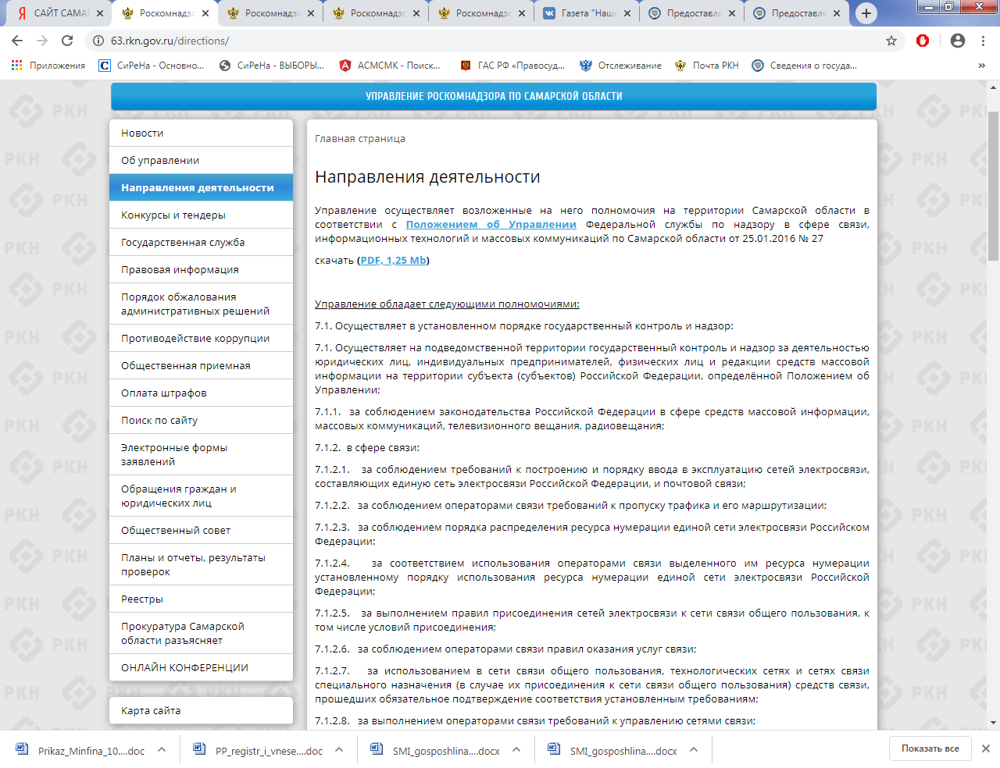 САЙТ САМА
Роскомнадзо
Роскомнадзо
Роскомнадзо
Роскомнадзо
Газета "Наше
Предоставле
Предоставле
63.rkn.gov.ru/directions/
Приложения
СиРеНа - Основно...
СиРеНа - ВЫБОРЫ...
АСМСМК - Поиск...
ГАС РФ «Правосуд...
Отслеживание
Почта РКН
Сведения о госуда...
»
УПРАВЛЕНИЕ РОСКОМНАДЗОРА ПО САМАРСКОЙ ОБЛАСТИ
Новости
Об управлении
Направления деятельности
Конкурсы и тендеры
Государственная служба
Правовая информация
Порядок обжалования
административных решений
Противодействие коррупции
Общественная приемная
Оплата штрафов
Поиск по сайту
Электронные формы
заявлений
Обращения граждан и
юридических лиц
Общественный совет
Планы и отчеты, результаты
проверок
Реестры
Прокуратура Самарской
области разъясняет
ОНЛАЙН КОНФЕРЕНЦИИ
Карта сайта
Главная страница
Направления деятельности
Управление осуществляет возложенные на него полномочия на территории Самарской области в
соответствии с Положением об Управлении Федеральной службы по надзору в сфере связи,
информационных технологий и массовых коммуникаций по Самарской области от 25.01.2016 № 27
скачать (PDF, 1,25 Mb)
Управление обладает следующими полномочиями:
7.1. Осуществляет в установленном порядке государственный контроль и надзор:
7.1. Осуществляет на подведомственной территории государственный контроль и надзор за деятельностью
юридических лиц, индивидуальных предпринимателей, физических лиц и редакции средств массовой
информации на территории субъекта (субъектов) Российской Федерации, определённой Положением об
Управлении;
7.1.1. за соблюдением законодательства Российской Федерации в сфере средств массовой информации,
массовых коммуникаций, телевизионного вещания, радиовещания;
7.1.2. в сфере связи:
7.1.2.1. за соблюдением требований к построению и порядку ввода в эксплуатацию сетей электросвязи,
составляющих единую сеть электросвязи Российской Федерации, и почтовой связи;
7.1.2.2. за соблюдением операторами связи требований к пропуску трафика и его маршрутизации;
7.1.2.3. за соблюдением порядка распределения ресурса нумерации единой сети электросвязи Российском
Федерации:
7.1.2.4. за соответствием использования операторами связи выделенного им ресурса нумерации
установленному порядку использования ресурса нумерации единой сети электросвязи Российской
Федерации;
7.1.2.5. за выполнением правил присоединения сетей электросвязи к сети связи общего пользования, к
том числе условий присоединения;
7.1.2.6. за соблюдением операторами связи правил оказания услуг связи;
7.1.2.7. за использованием в сети связи общего пользования, технологических сетях и сетях связи
специального назначения (в случае их присоединения к сети связи общего пользования) средств связи,
прошедших обязательное подтверждение соответствия установленным требованиям;
7.1.2.8. за выполнением операторами связи требований к управлению сетями связи;
Prikaz_Minfina_10....doc
PP_registr_i_vnese....doc
SMI_gosposhlina....docx
SMI_gosposhlina....docx
Показать все